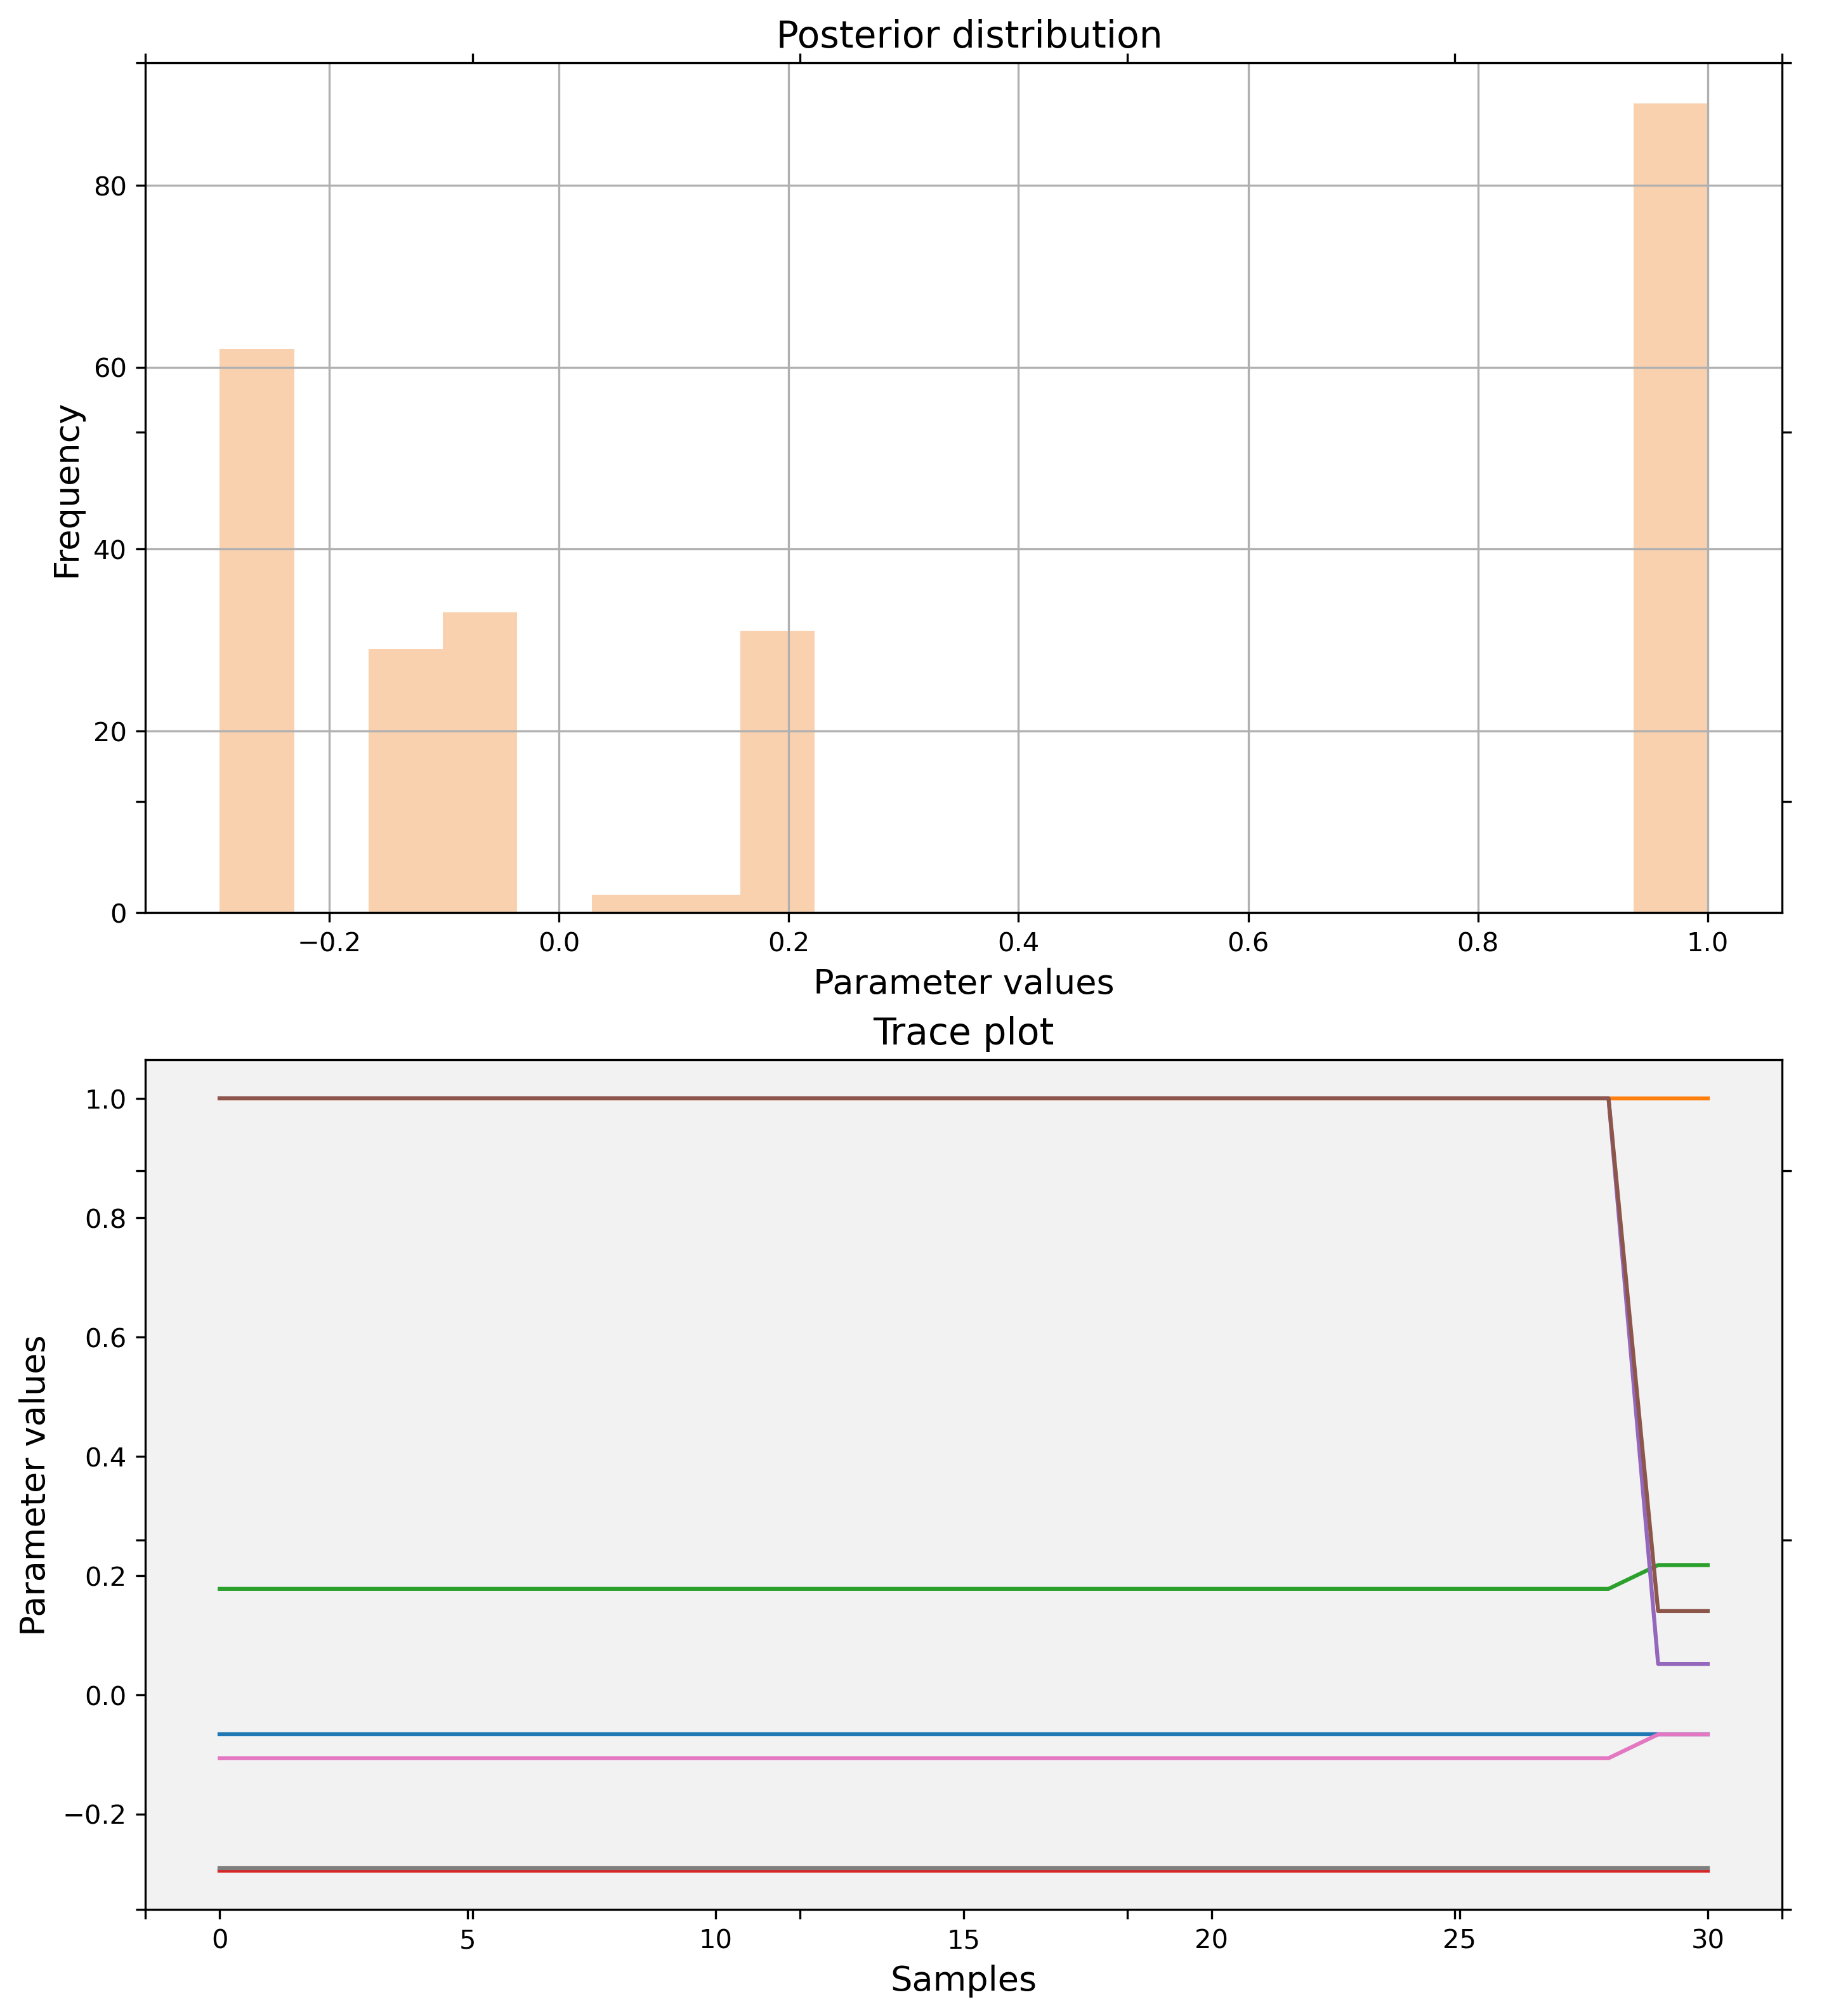 Posterior distribution
Frequency
80
60
40
20
0
−0.2 0.0 0.2 0.4 0.6 0.8 1.0
Parameter values
Trace plot
Parameter values
1.0
0.8
0.6
0.4
0.2
0.0
−0.2
0 5 10 15 20 25 30
Samples